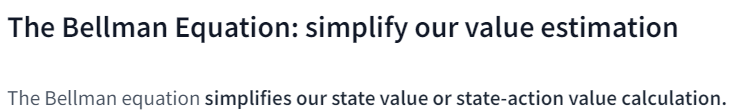 The Bellman Equation: simplify our value estimation
The Bellman equation simplifies our state value or state-action value calculation.